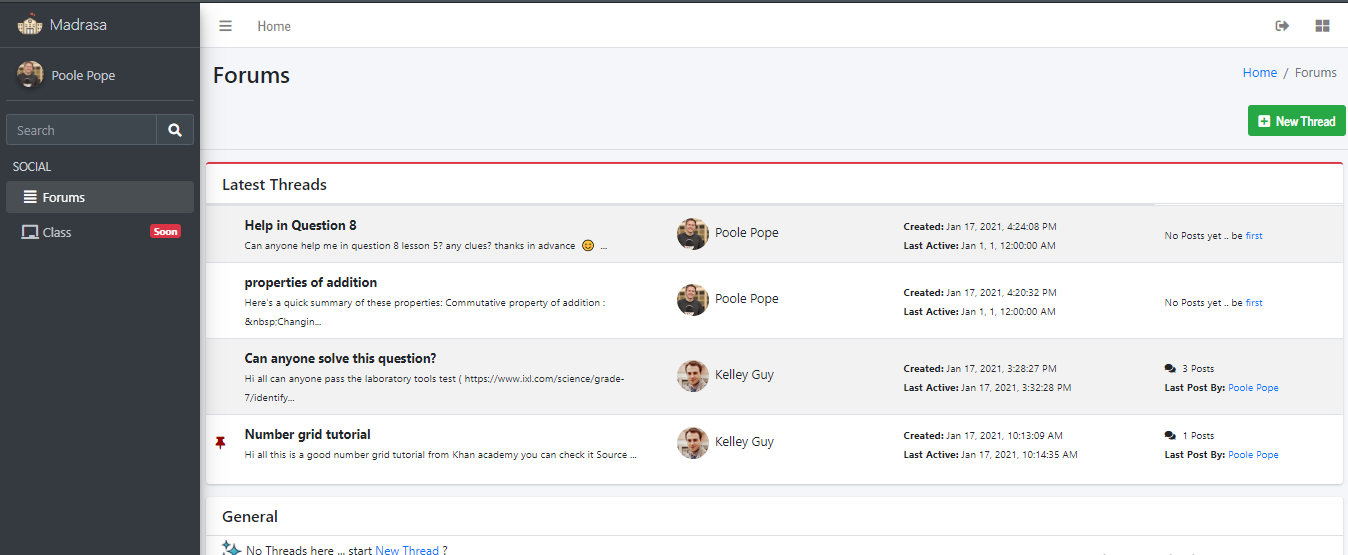 Madrasa
Home
Poole Pope
Forums
Home / Forums
Search
New Thread
SOCIAL
Forums
Class
Soon
Latest Threads
Help in Question 8
Can anyone help me in question 8 lesson 5? any clues? thanks in advance 😊 ...
Poole Pope
Created: Jan 17, 2021, 4:24:08 PM
Last Active: Jan 1, 1, 12:00:00 AM
No Posts yet .. be first
properties of addition
Here's a quick summary of these properties: Commutative property of addition :
&nbsp;Changin...
Poole Pope
Created: Jan 17, 2021, 4:20:32 PM
Last Active: Jan 1, 1, 12:00:00 AM
No Posts yet .. be first
Can anyone solve this question?
Hi all can anyone pass the laboratory tools test ( https://www.ixl.com/science/grade-
7/identify...
Kelley Guy
Created: Jan 17, 2021, 3:28:27 PM
Last Active: Jan 17, 2021, 3:32:28 PM
3 Posts
Last Post By: Poole Pope
Number grid tutorial
Hi all this is a good number grid tutorial from Khan academy you can check it Source ...
Kelley Guy
Created: Jan 17, 2021, 10:13:09 AM
Last Active: Jan 17, 2021, 10:14:35 AM
1 Posts
Last Post By: Poole Pope
General
No Threads here ... start New Thread ?